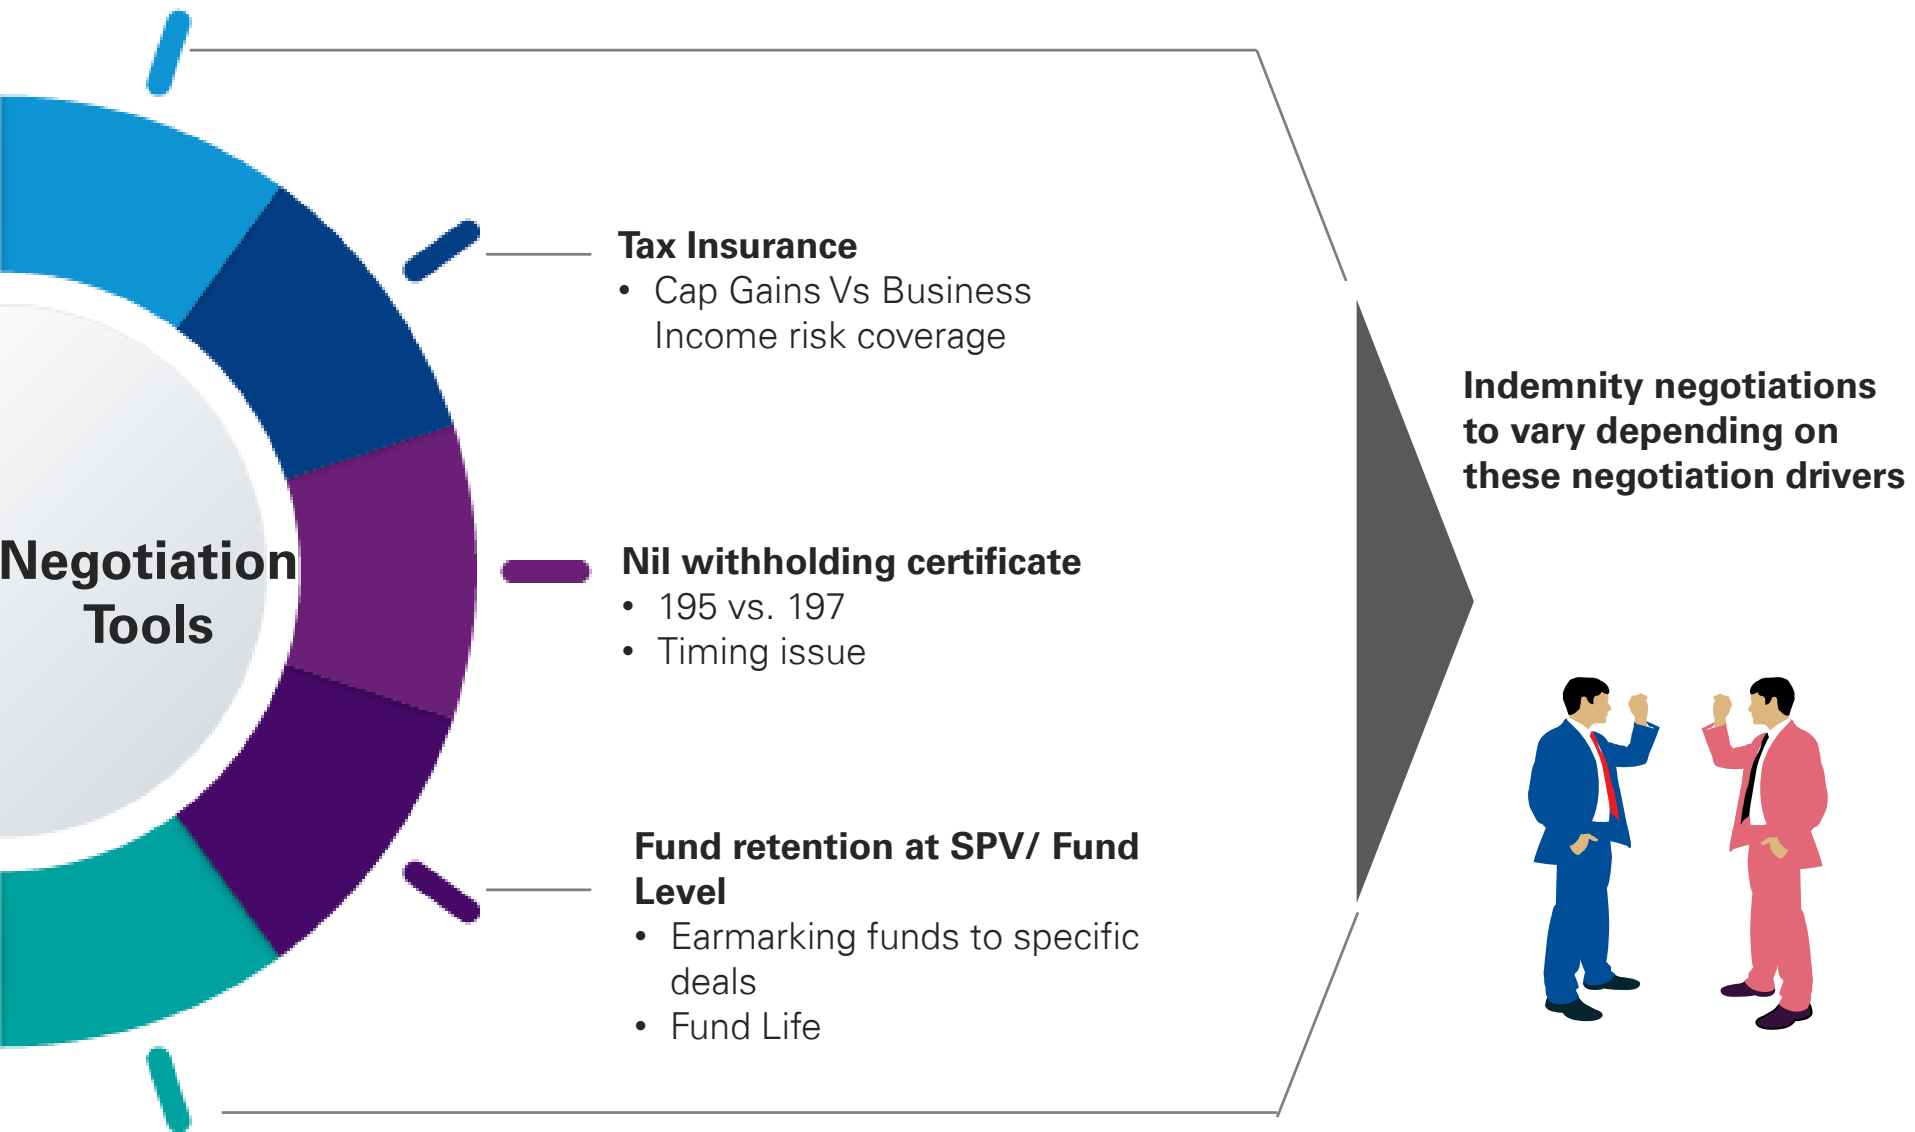 Negotiation
Tools
Tax Insurance
• Cap Gains Vs Business
Income risk coverage
Nil withholding certificate
• 195 vs. 197
• Timing issue
Fund retention at SPV/ Fund
Level
• Earmarking funds to specific
deals
• Fund Life
Indemnity negotiations
to vary depending on
these negotiation drivers